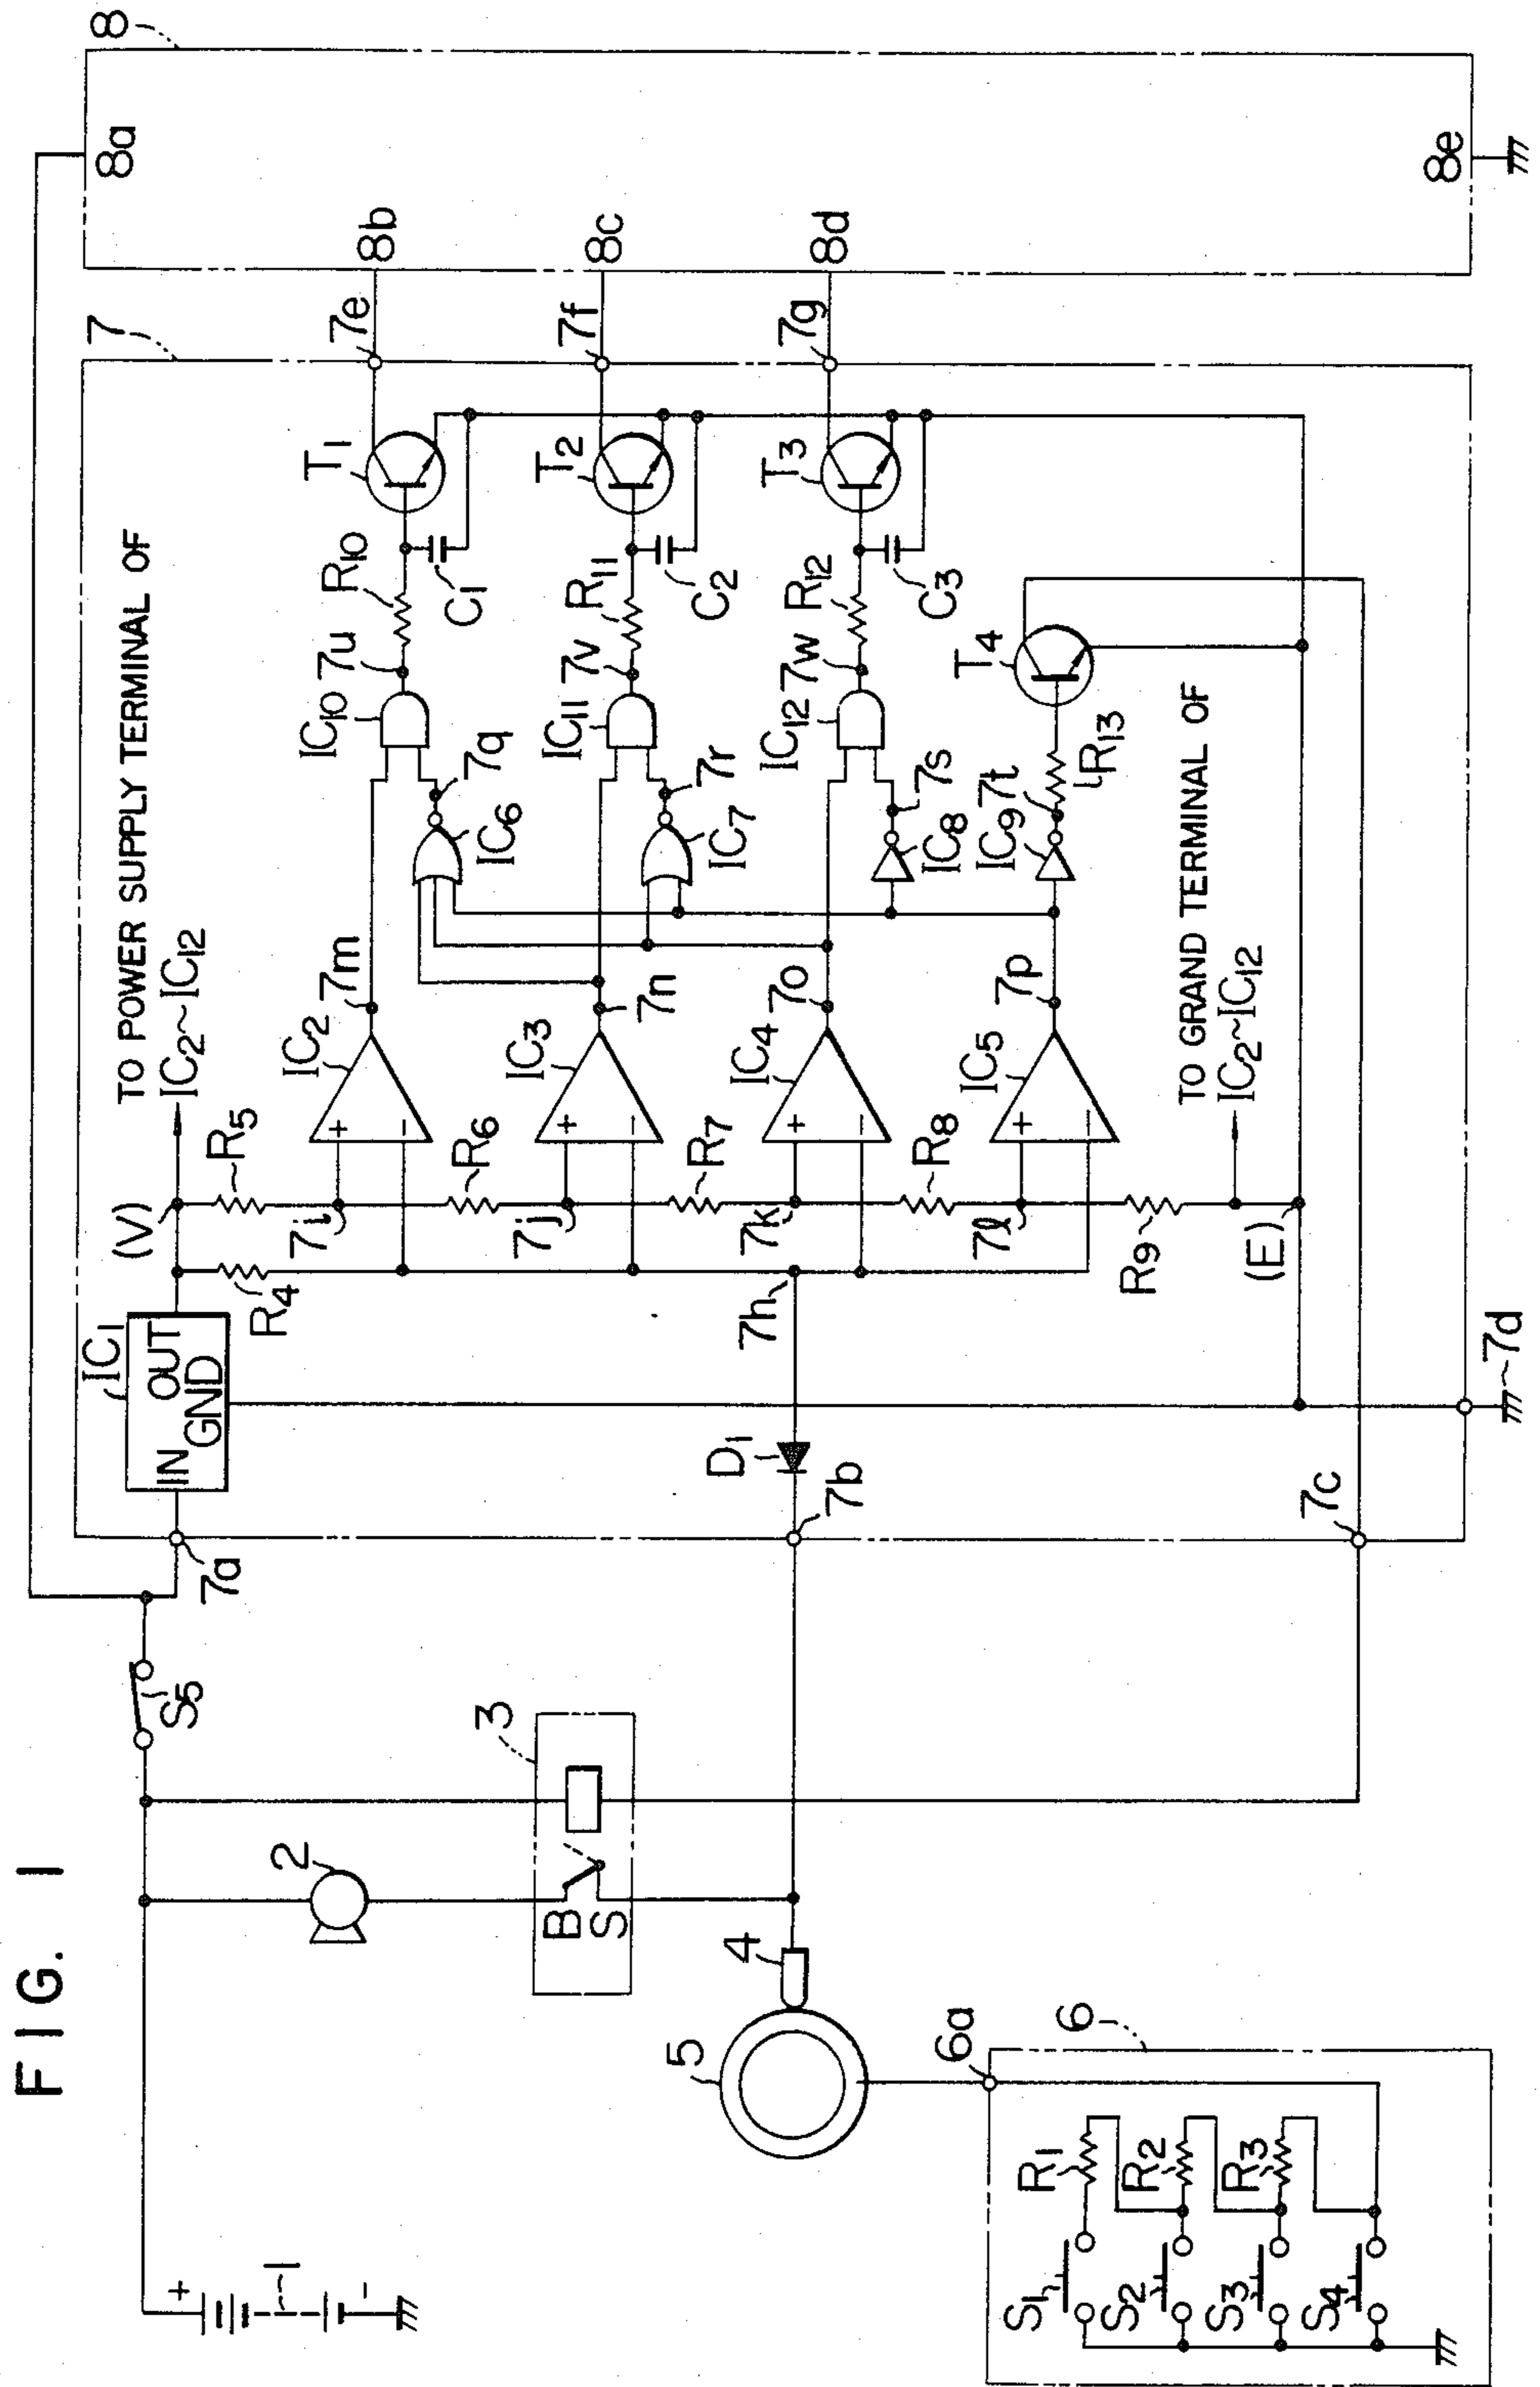 FIG. 1
8
8a
8b
8c
8d
8e
7
7e
7f
7g
T1
T2
T3
T4
R10
R11
R12
R13
C1
C2
C3
7u
7v
7w
7t
IC10
IC11
IC12
7q
7r
7s
IC6
IC7
IC8
IC9
TO POWER SUPPLY TERMINAL OF
IC2~IC12
TO GRAND TERMINAL OF
IC2~IC12
7m
7n
7o
7p
IC2
IC3
IC4
IC5
+
-
+
-
+
-
+
-
(V)
R5
R6
R7
R8
R9
R4
7i
7j
7k
7l
7h
(E)
IC1
IN
OUT
GND
D1
7a
7b
7c
7d
S5
3
B
S
2
4
5
6a
6
R1
R2
R3
S1
S2
S3
S4
+
1
-